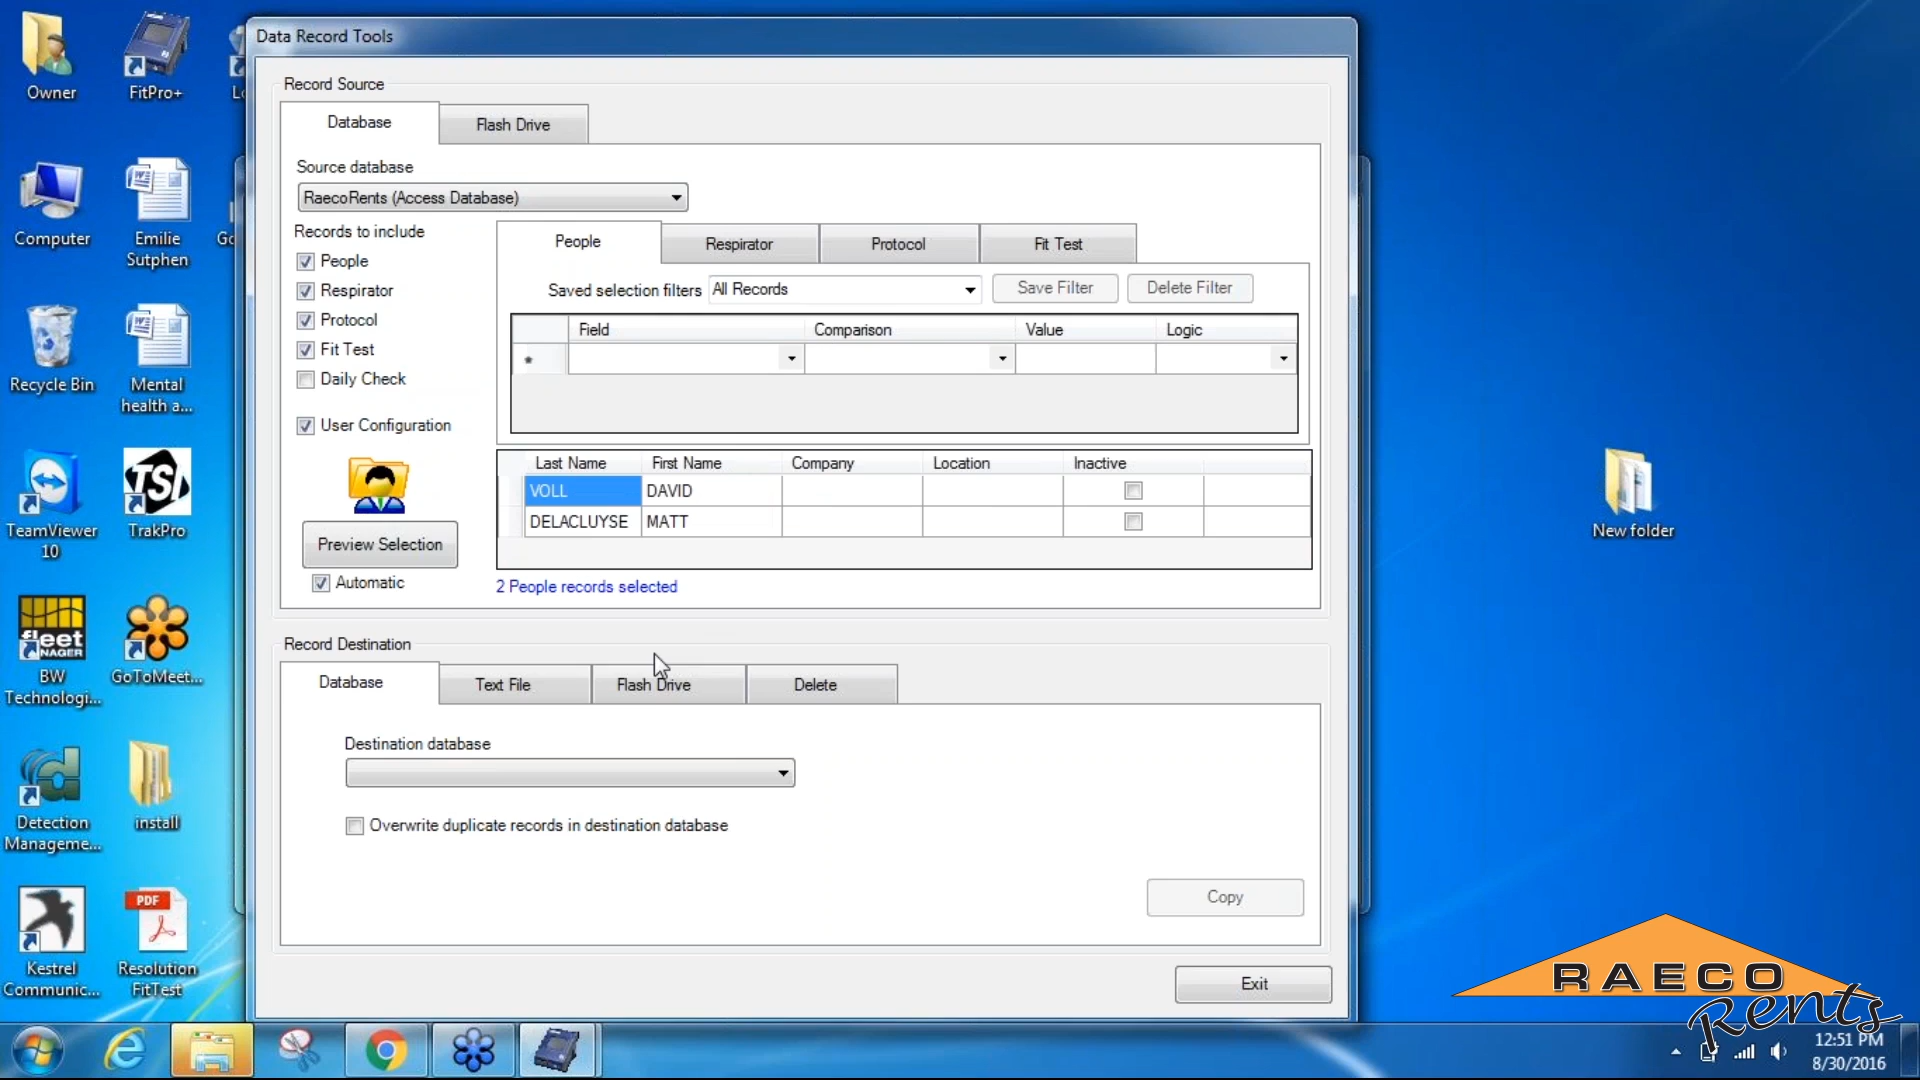 Data Record Tools
Record Source
Database
Flash Drive
Source database
RaecoRents (Access Database)
Records to include
People
Respirator
Protocol
Fit Test
Daily Check
User Configuration
Preview Selection
Automatic
People
Respirator
Protocol
Fit Test
Saved selection filters
All Records
Save Filter
Delete Filter
Field Comparison Value Logic
*
Last Name First Name Company Location Inactive
VOLL DAVID
DELACLUYSE MATT
2 People records selected
Record Destination
Database
Text File
Flash Drive
Delete
Destination database
Overwrite duplicate records in destination database
Copy
Exit
Owner
FitPro+
Computer
Emilie
Sutphen
Recycle Bin
Mental
health a...
TeamViewer
10
TSI
TrakPro
fleet
BW
Technologi...
GoToMeet...
Detection
Manageme...
install
Kestrel
Communic...
PDF
Resolution
FitTest
New folder
RAECO
Rents
12:51 PM
8/30/2016